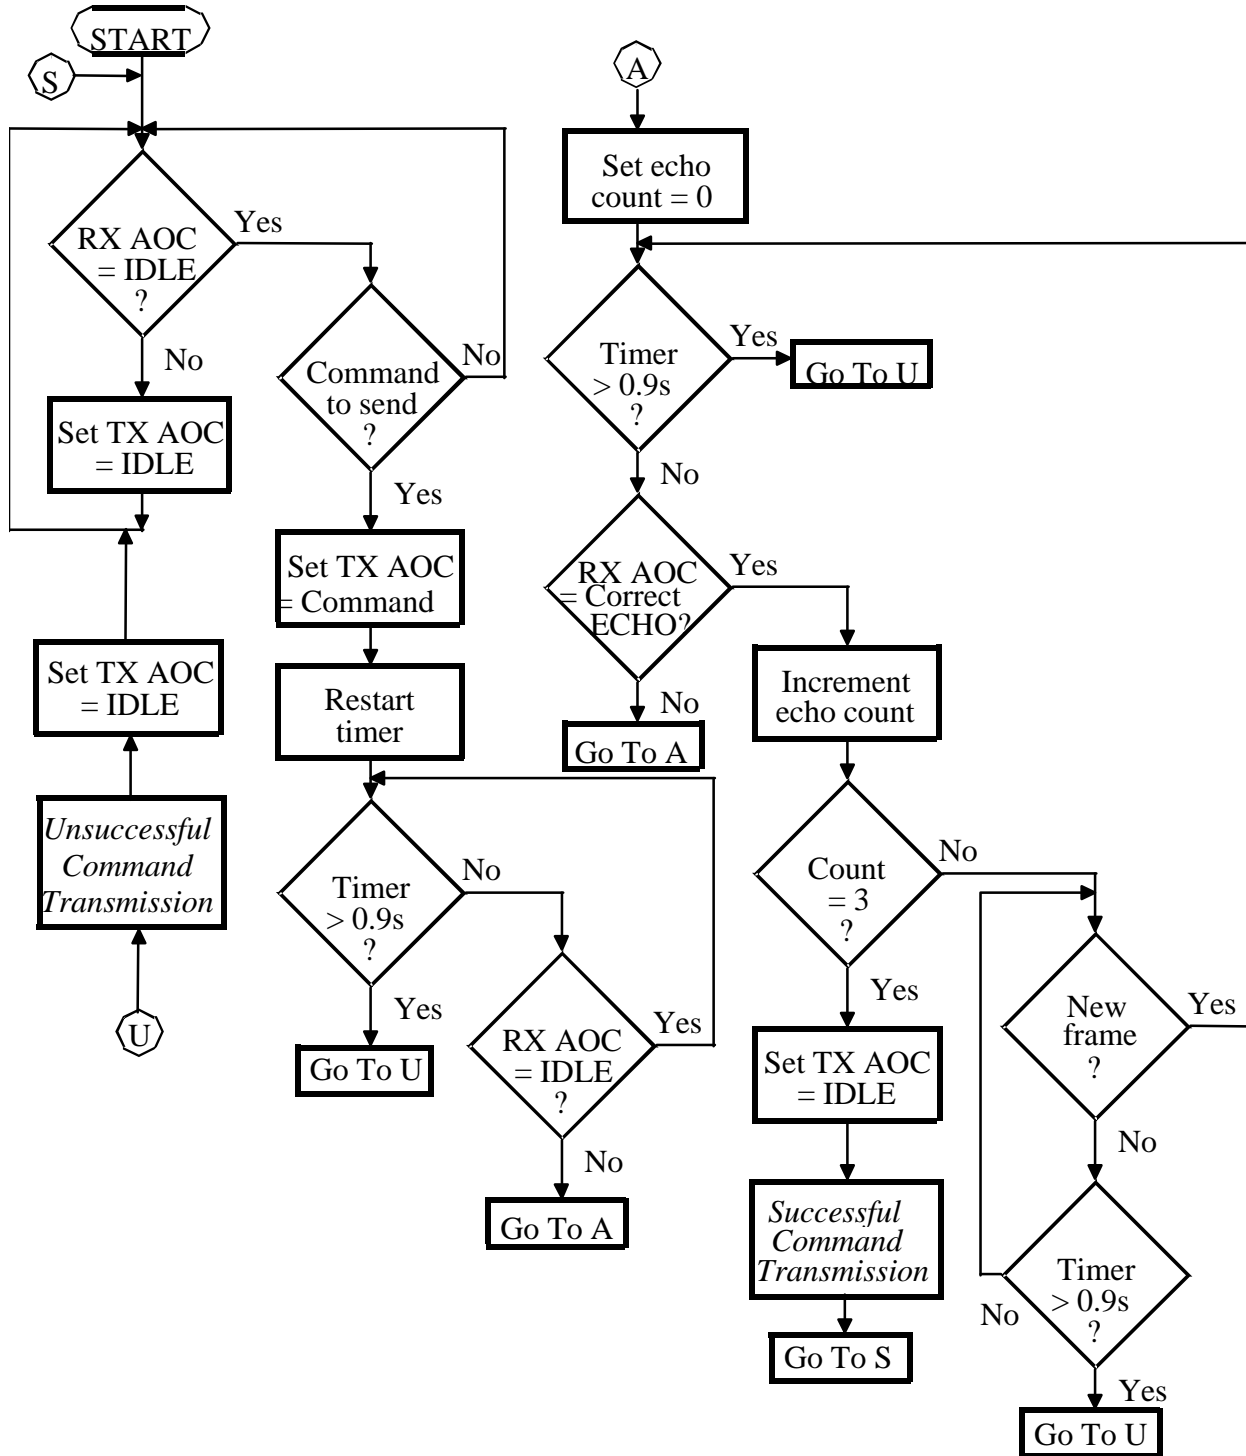 START
S
RX AOC
= IDLE
?
Yes
No
Set TX AOC
= IDLE
Command
to send
?
No
Yes
Set TX AOC
= Command
Restart
timer
Timer
> 0.9s
?
No
Yes
Go To U
RX AOC
= IDLE
?
Yes
No
Go To A
Set TX AOC
= IDLE
Unsuccessful
Command
Transmission
U
A
Set echo
count = 0
Timer
> 0.9s
?
Yes
Go To U
No
RX AOC
= Correct
ECHO?
Yes
No
Go To A
Increment
echo count
Count
= 3
?
No
Yes
Set TX AOC
= IDLE
Successful
Command
Transmission
Go To S
New
frame
?
Yes
No
Timer
> 0.9s
?
No
Yes
Go To U